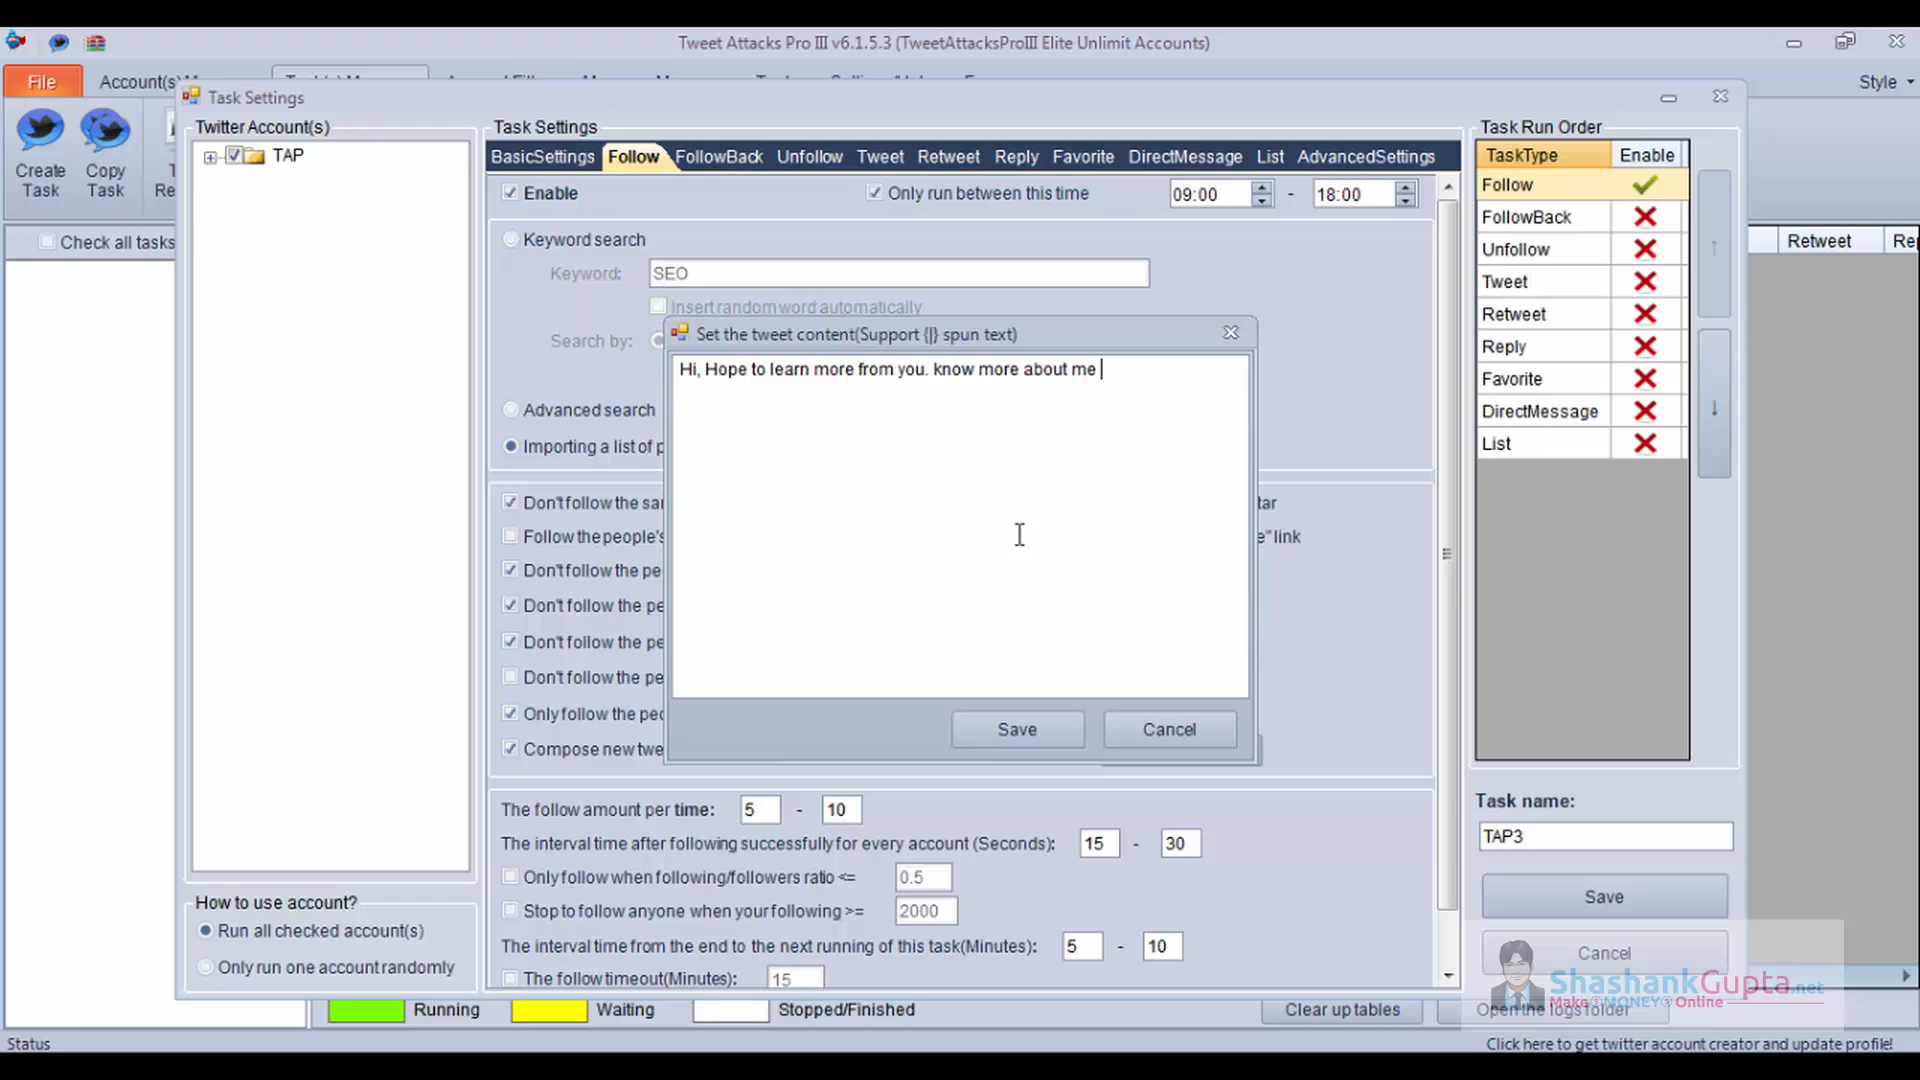 Tweet Attacks Pro III v6.1.5.3 (TweetAttacksProIII Elite Unlimit Accounts)
File
Account(s)
Style
Task Settings
Create Task
Copy Task
Check all tasks
Retweet
Twitter Account(s)
TAP
Task Settings
BasicSettings Follow FollowBack Unfollow Tweet Retweet Reply Favorite DirectMessage List AdvancedSettings
Enable
Only run between this time 09:00 - 18:00
Keyword search
Keyword: SEO
Insert random word automatically
Search by:
Set the tweet content(Support {|} spun text)
Hi, Hope to learn more from you. know more about me
Save Cancel
Advanced search
Importing a list of p
Don't follow the sa
tar
Follow the people's
e" link
Don't follow the pe
Don't follow the pe
Don't follow the pe
Don't follow the pe
Only follow the peo
Compose new twe
The follow amount per time: 5 - 10
The interval time after following successfully for every account (Seconds): 15 - 30
Only follow when following/followers ratio <= 0.5
Stop to follow anyone when your following >= 2000
The interval time from the end to the next running of this task(Minutes): 5 - 10
The follow timeout(Minutes): 15
Task Run Order
TaskType Enable
Follow
FollowBack
Unfollow
Tweet
Retweet
Reply
Favorite
DirectMessage
List
Task name:
TAP3
Save
Cancel
How to use account?
Run all checked account(s)
Only run one account randomly
Running Waiting Stopped/Finished
Clear up tables
Open the logs folder
ShashankGupta.net
Make MONEY Online
Status
Click here to get twitter account creator and update profile!